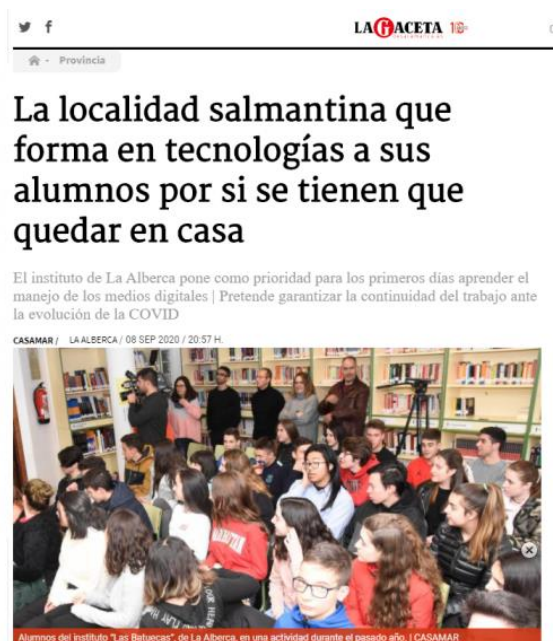 LA GACETA
Provincia
La localidad salmantina que
forma en tecnologías a sus
alumnos por si se tienen que
quedar en casa
El instituto de La Alberca pone como prioridad para los primeros días aprender el
manejo de los medios digitales | Pretende garantizar la continuidad del trabajo ante
la evolución de la COVID
CASAMAR / LA ALBERCA / 08 SEP 2020 / 20:57 H.
Alumnos del instituto "Las Batuecas", de La Alberca, en una actividad durante el pasado año. | CASAMAR